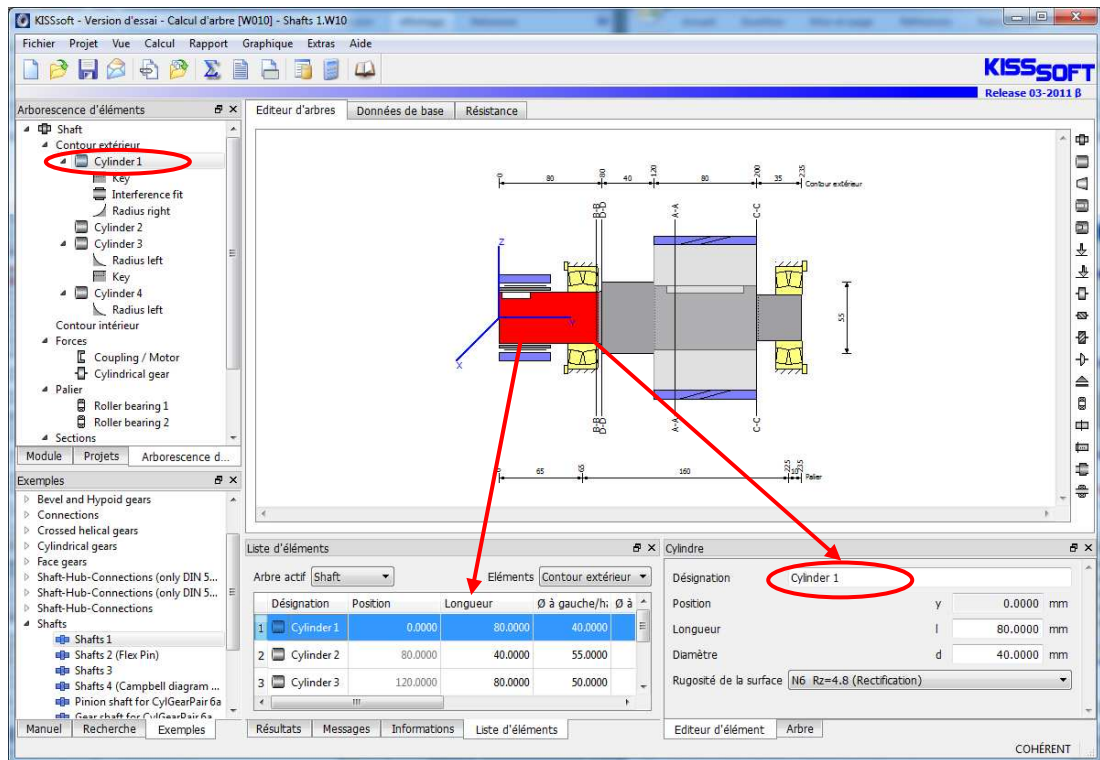 KISSsoft - Version d'essai - Calcul d'arbre [W010] - Shafts 1.W10
Fichier Projet Vue Calcul Rapport Graphique Extras Aide
KISSsoft
Release 03-2011 β
Arborescence d'éléments
Shaft
Contour extérieur
Cylinder 1
Key
Interference fit
Radius right
Cylinder 2
Cylinder 3
Radius left
Key
Cylinder 4
Radius left
Contour intérieur
Forces
Coupling / Motor
Cylindrical gear
Palier
Roller bearing 1
Roller bearing 2
Sections
Module Projets Arborescence d...
Exemples
Bevel and Hypoid gears
Connections
Crossed helical gears
Cylindrical gears
Face gears
Shaft-Hub-Connections (only DIN 5...
Shaft-Hub-Connections (only DIN 5...
Shaft-Hub-Connections
Shafts
Shafts 1
Shafts 2 (Flex Pin)
Shafts 3
Shafts 4 (Campbell diagram ...
Pinion shaft for CylGearPair 6a
Gear shaft for CylGearPair 6a
Manuel Recherche Exemples
Editeur d'arbres Données de base Résistance
0 80 120 200 235
80 40 80 35 Contour extérieur
B-B D-D A-A C-C
Z
Y
X
55
B-B D-D A-A C-C
0 65 225 235
65 160 10 Palier
Liste d'éléments
Arbre actif Shaft Eléments Contour extérieur
Désignation Position Longueur Ø à gauche/ha Ø à
1 Cylinder 1 0.0000 80.0000 40.0000
2 Cylinder 2 80.0000 40.0000 55.0000
3 Cylinder 3 120.0000 80.0000 50.0000
Résultats Messages Informations Liste d'éléments
Cylindre
Désignation Cylinder 1
Position y 0.0000 mm
Longueur l 80.0000 mm
Diamètre d 40.0000 mm
Rugosité de la surface N6 Rz=4.8 (Rectification)
Editeur d'élément Arbre
COHÉRENT